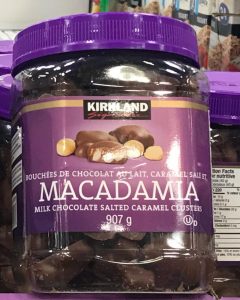 KIRKLAND
Signature
BOUCHÉES DE CHOCOLAT AU LAIT, CARAMEL SALÉ ET
MACADAMIA
MILK CHOCOLATE SALTED CARAMEL CLUSTERS
907 g